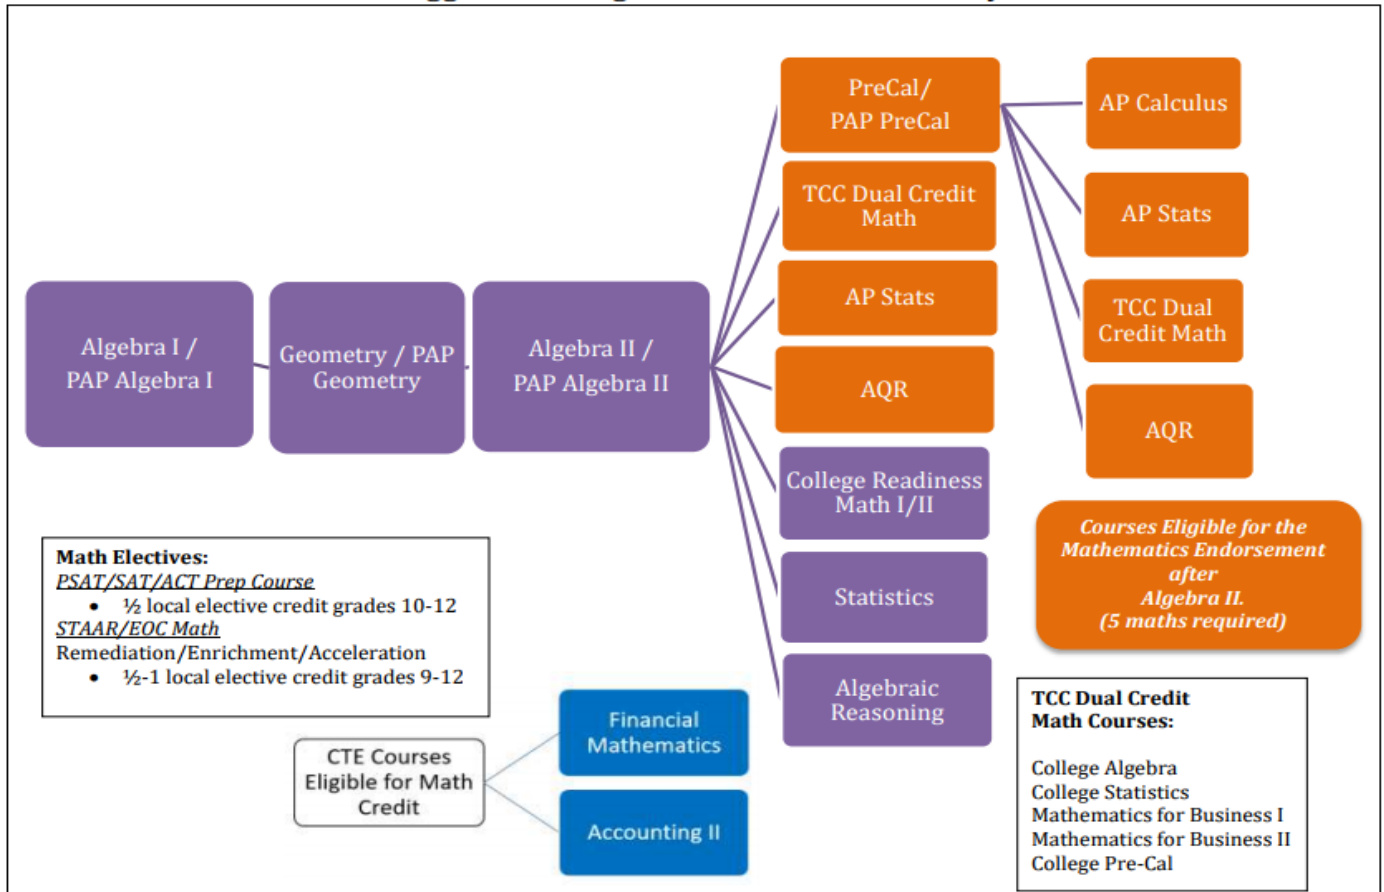 PreCal/
PAP PreCal
AP Calculus
TCC Dual Credit
Math
AP Stats
AP Stats
TCC Dual
Credit Math
Algebra I /
PAP Algebra I
Geometry / PAP
Geometry
Algebra II /
PAP Algebra II
AQR
AQR
College Readiness
Math I/II
Courses Eligible for the
Mathematics Endorsement
after
Algebra II.
(5 maths required)
Math Electives:
PSAT/SAT/ACT Prep Course
• ½ local elective credit grades 10-12
STAAR/EOC Math
Remediation/Enrichment/Acceleration
• ½-1 local elective credit grades 9-12
Statistics
Algebraic
Reasoning
TCC Dual Credit
Math Courses:
College Algebra
College Statistics
Mathematics for Business I
Mathematics for Business II
College Pre-Cal
CTE Courses
Eligible for Math
Credit
Financial
Mathematics
Accounting II